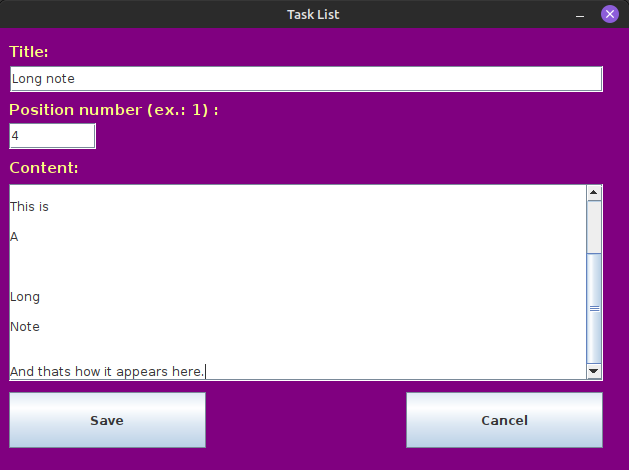 Task List
Title:
Long note
Position number (ex.: 1) :
4
Content:
This is
A
Long
Note
And thats how it appears here.
Save
Cancel